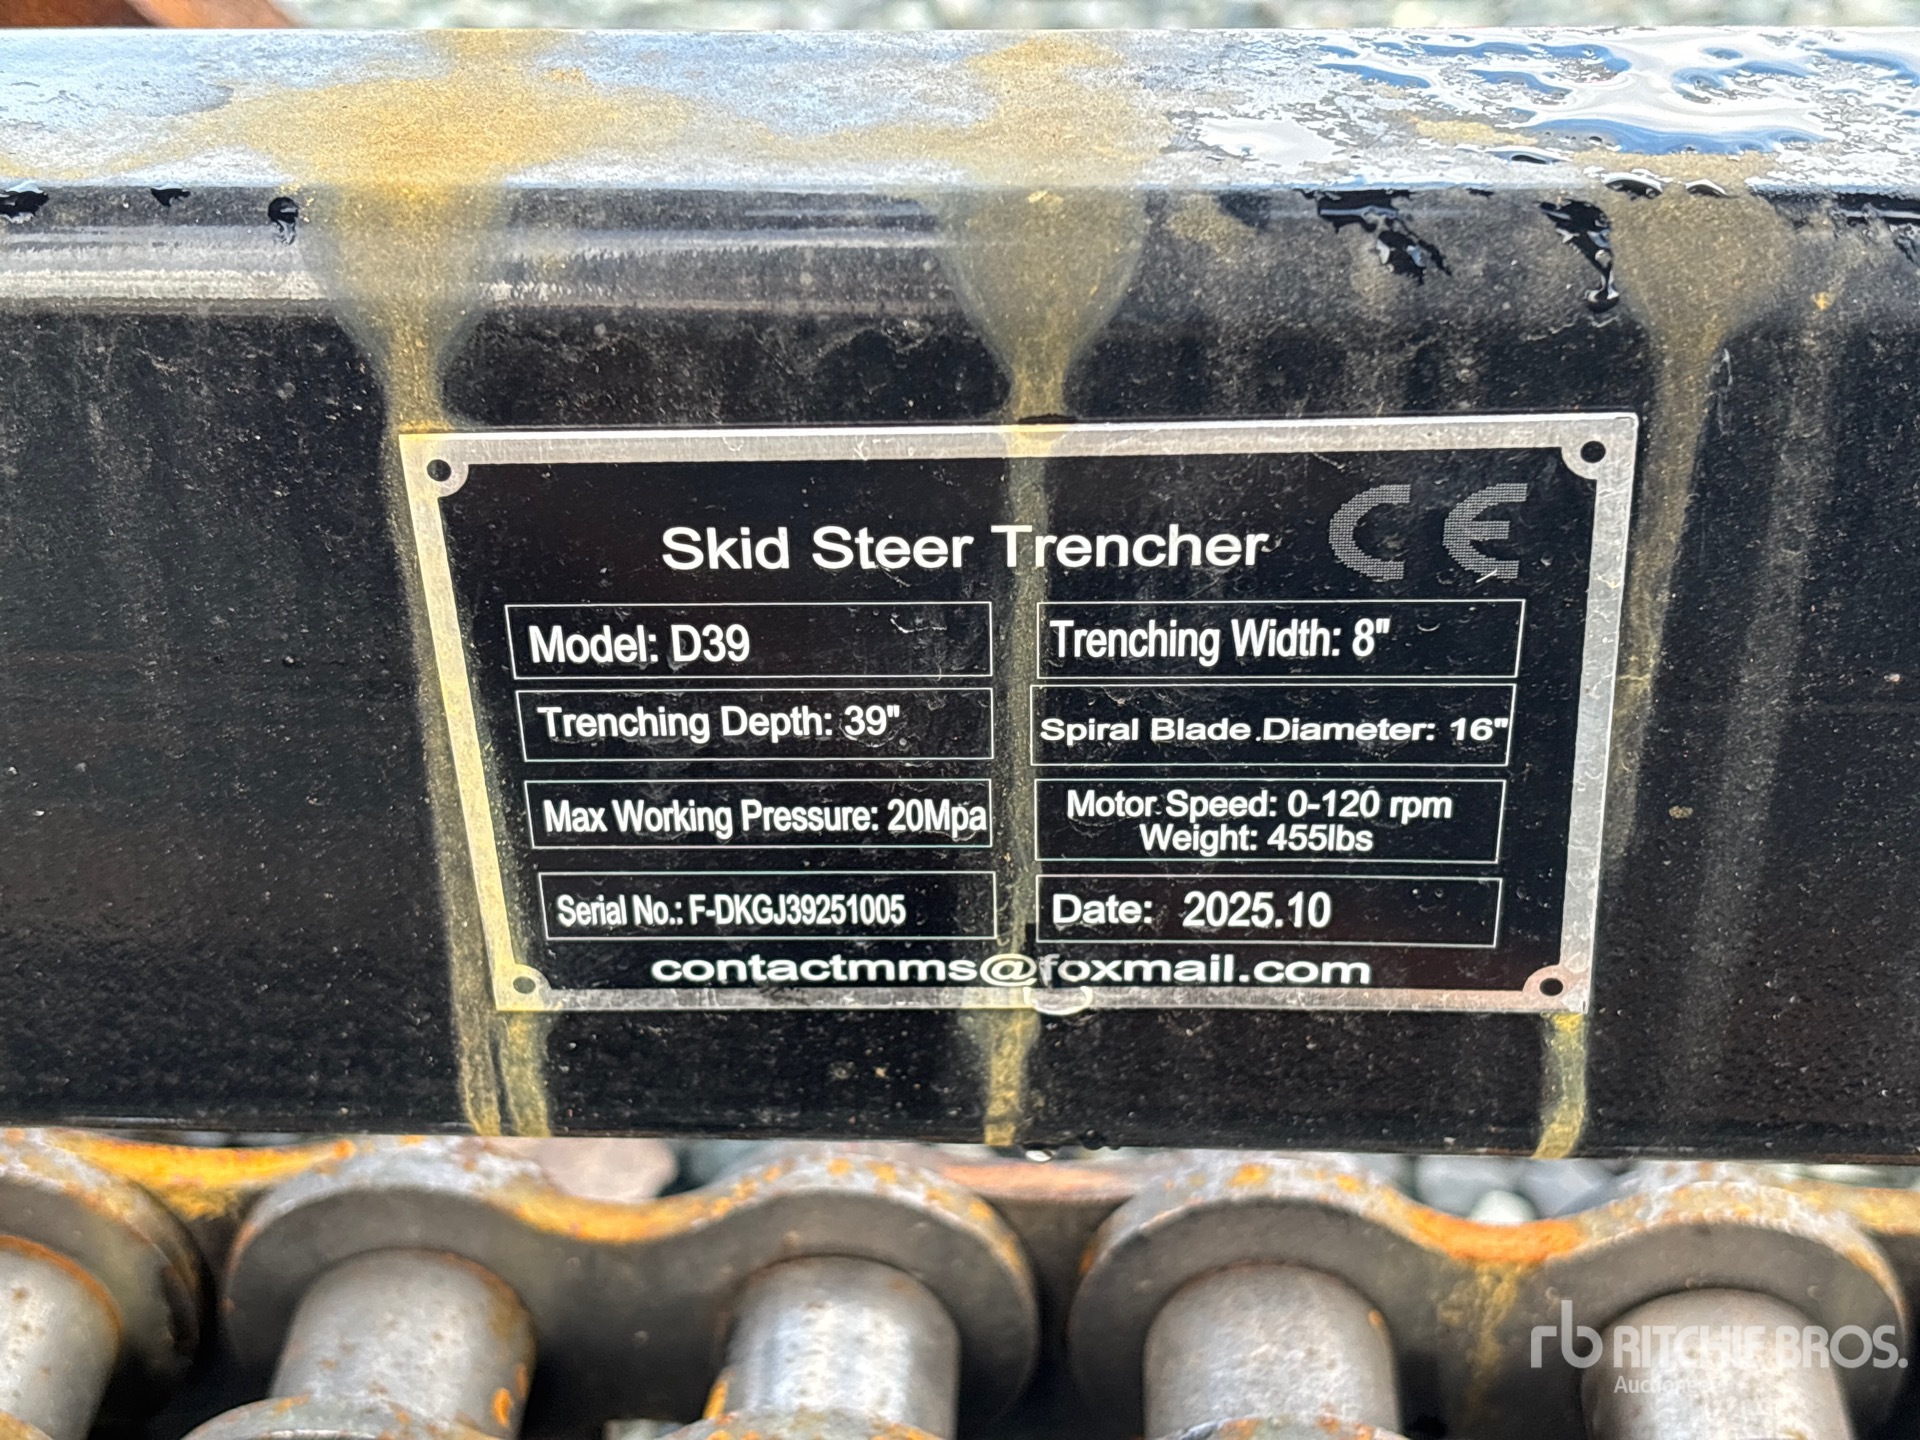 Skid Steer Trencher CE
Model: D39
Trenching Width: 8"
Trenching Depth: 39"
Spiral Blade Diameter: 16"
Max Working Pressure: 20Mpa
Motor Speed: 0-120 rpm
Weight: 455lbs
Serial No.: F-DKGJ39251005
Date: 2025.10
contactmms@foxmail.com
rb RITCHIE BROS.